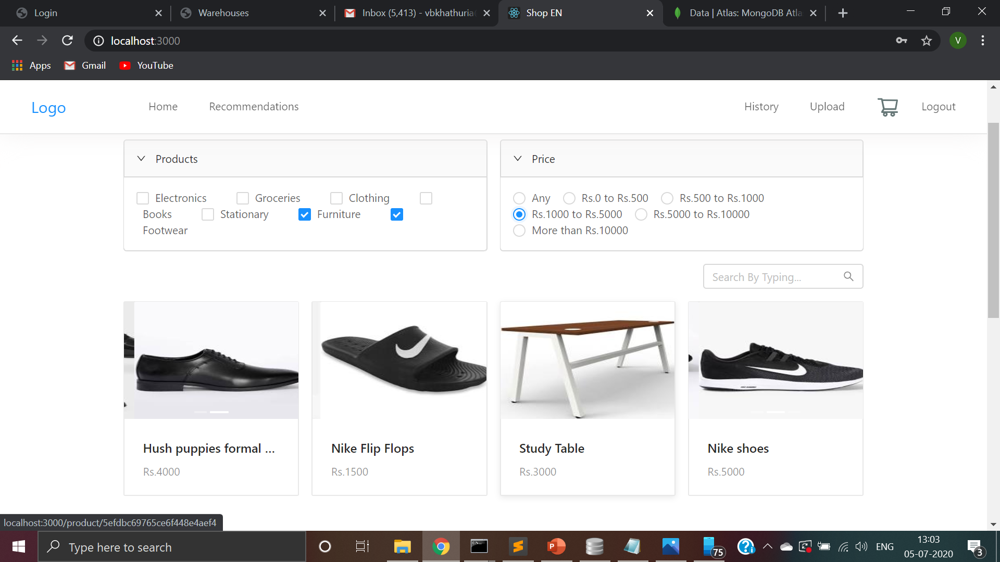 Login
Warehouses
Inbox (5,413) - vbkhathuria
Shop EN
Data | Atlas: MongoDB Atla
localhost:3000
V
Apps
Gmail
YouTube
Logo
Home
Recommendations
History
Upload
Logout
Products
Price
Electronics Groceries Clothing
Books Stationary Furniture
Footwear
Any Rs.0 to Rs.500 Rs.500 to Rs.1000
Rs.1000 to Rs.5000 Rs.5000 to Rs.10000
More than Rs.10000
Search By Typing...
Hush puppies formal ...
Rs.4000
Nike Flip Flops
Rs.1500
Study Table
Rs.3000
Nike shoes
Rs.5000
localhost:3000/product/5efdbc69765ce6f448e4aef4
Type here to search
75
ENG
13:03
05-07-2020
3